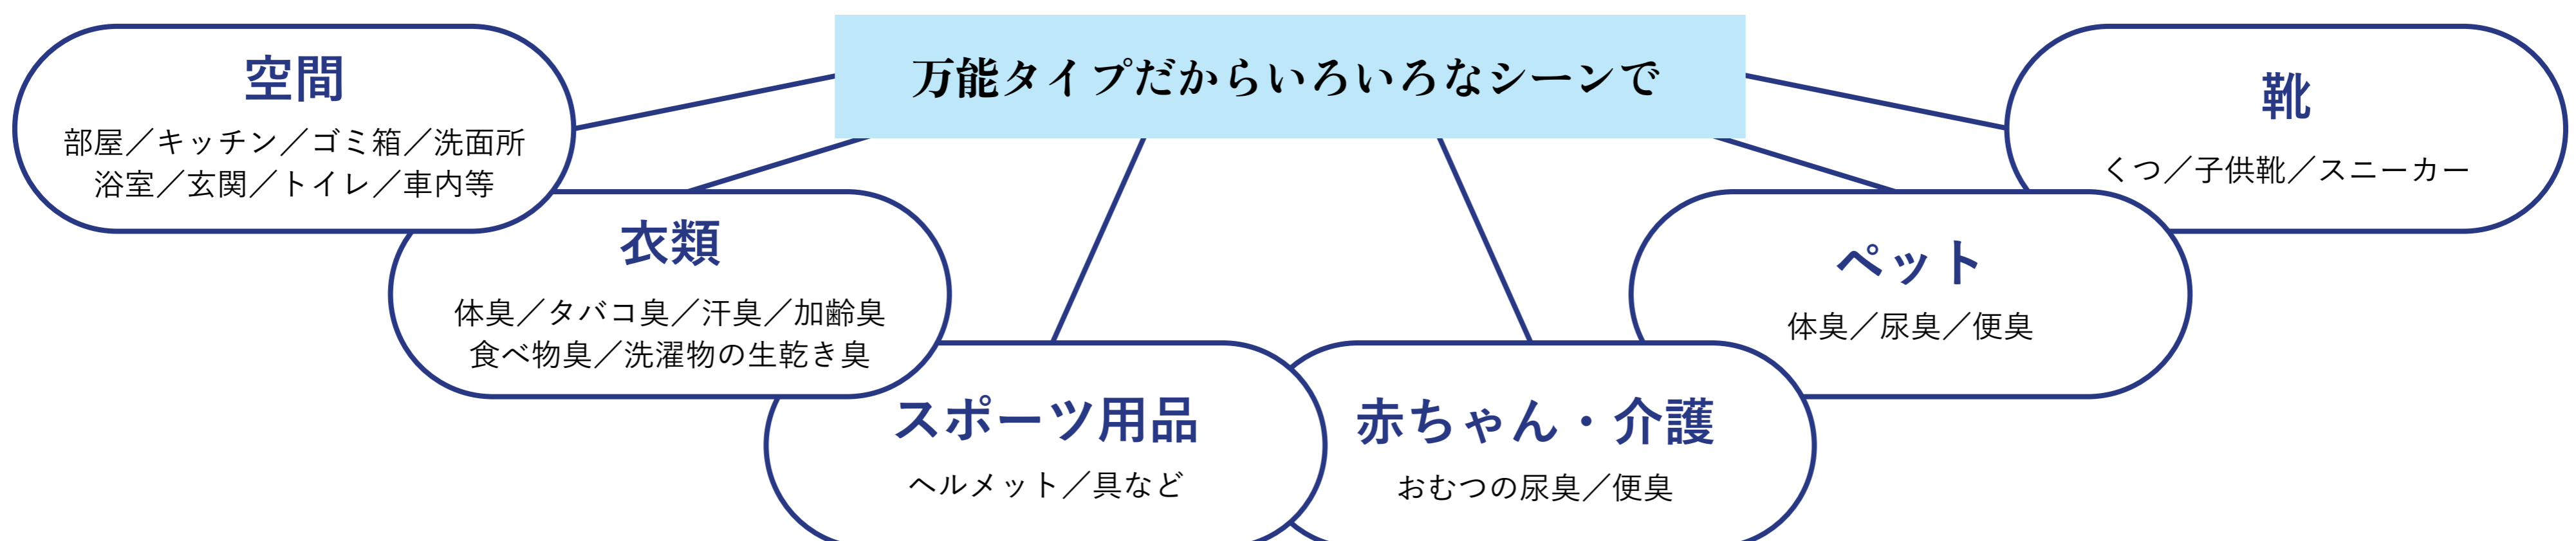 万能タイプだからいろいろなシーンで
空間
部屋／キッチン／ゴミ箱／洗面所
浴室／玄関／トイレ／車内等
衣類
体臭／タバコ臭／汗臭／加齢臭
食べ物臭／洗濯物の生乾き臭
スポーツ用品
ヘルメット／具など
赤ちゃん・介護
おむつの尿臭／便臭
ペット
体臭／尿臭／便臭
靴
くつ／子供靴／スニーカー